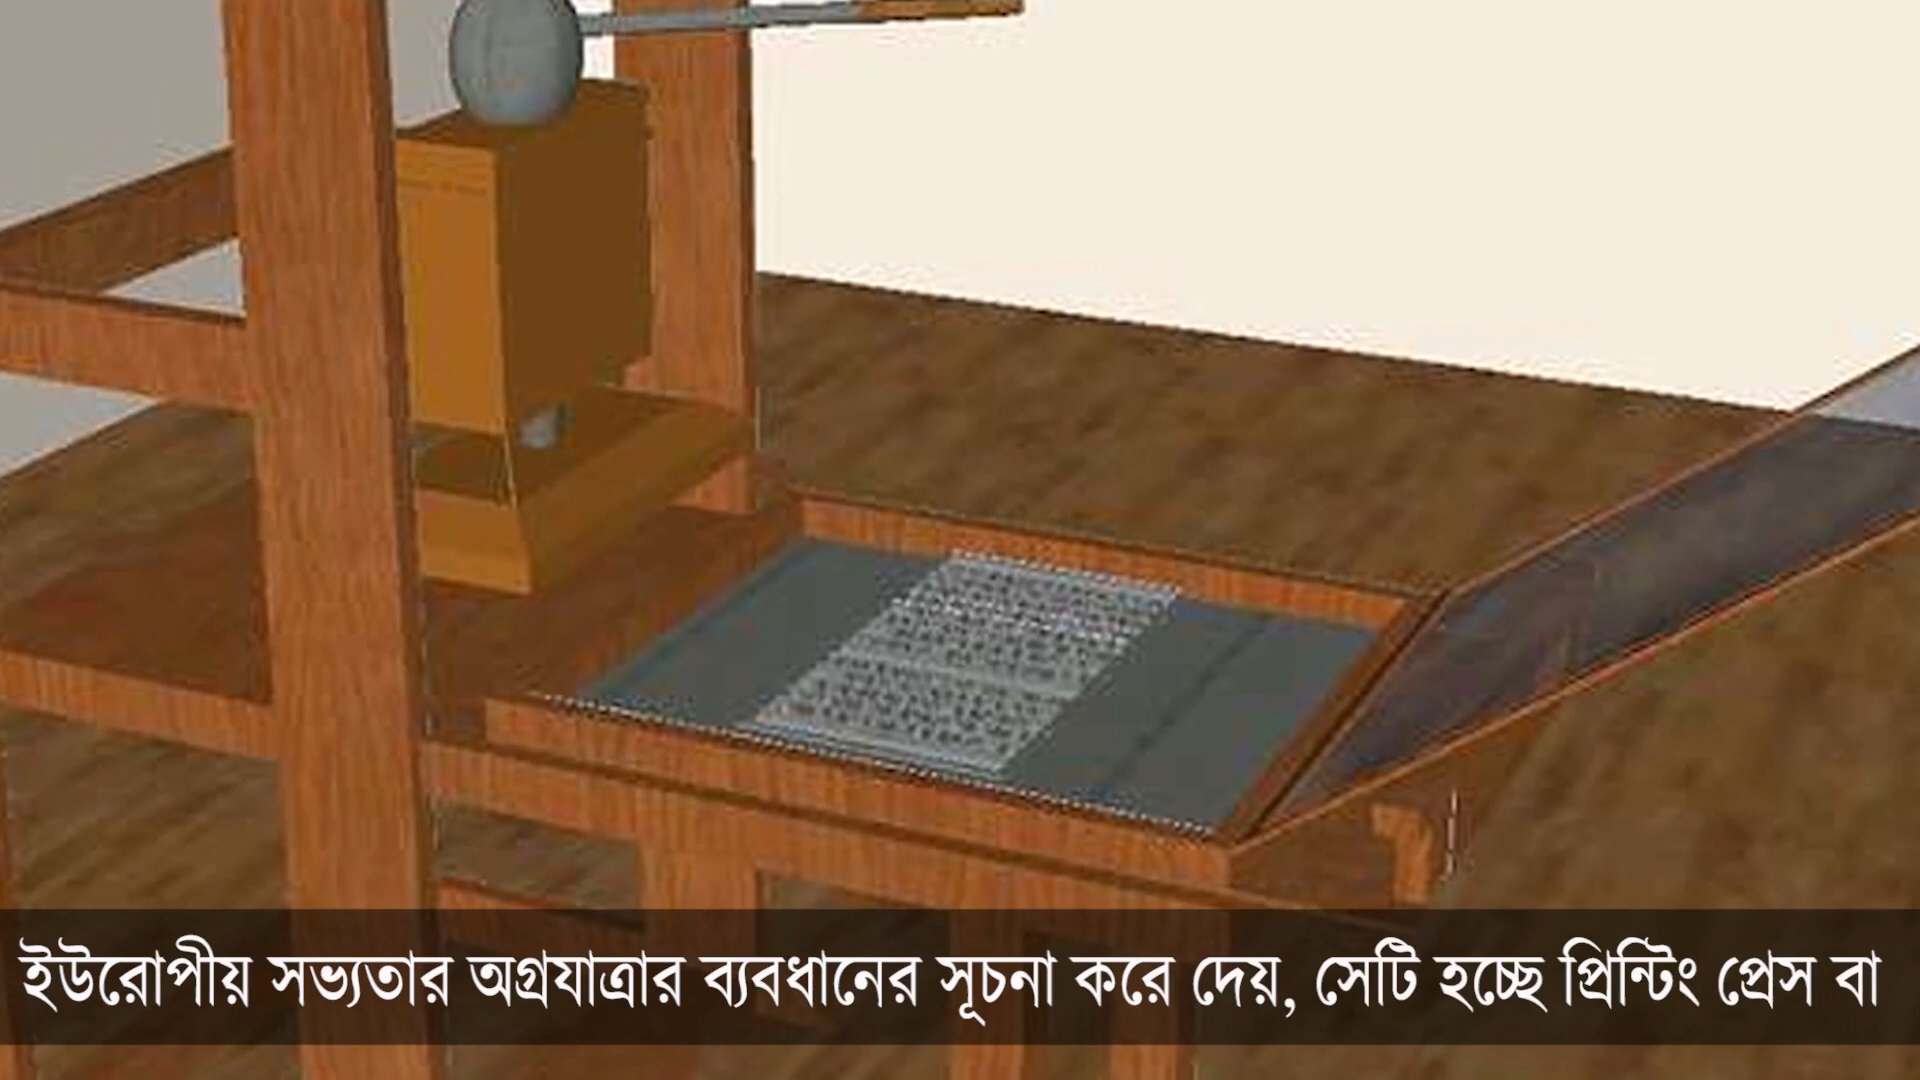 ইউরোপীয় সভ্যতার অগ্রযাত্রার ব্যবধানের সূচনা করে দেয়, সেটি হচ্ছে প্রিন্টিং প্রেস বা